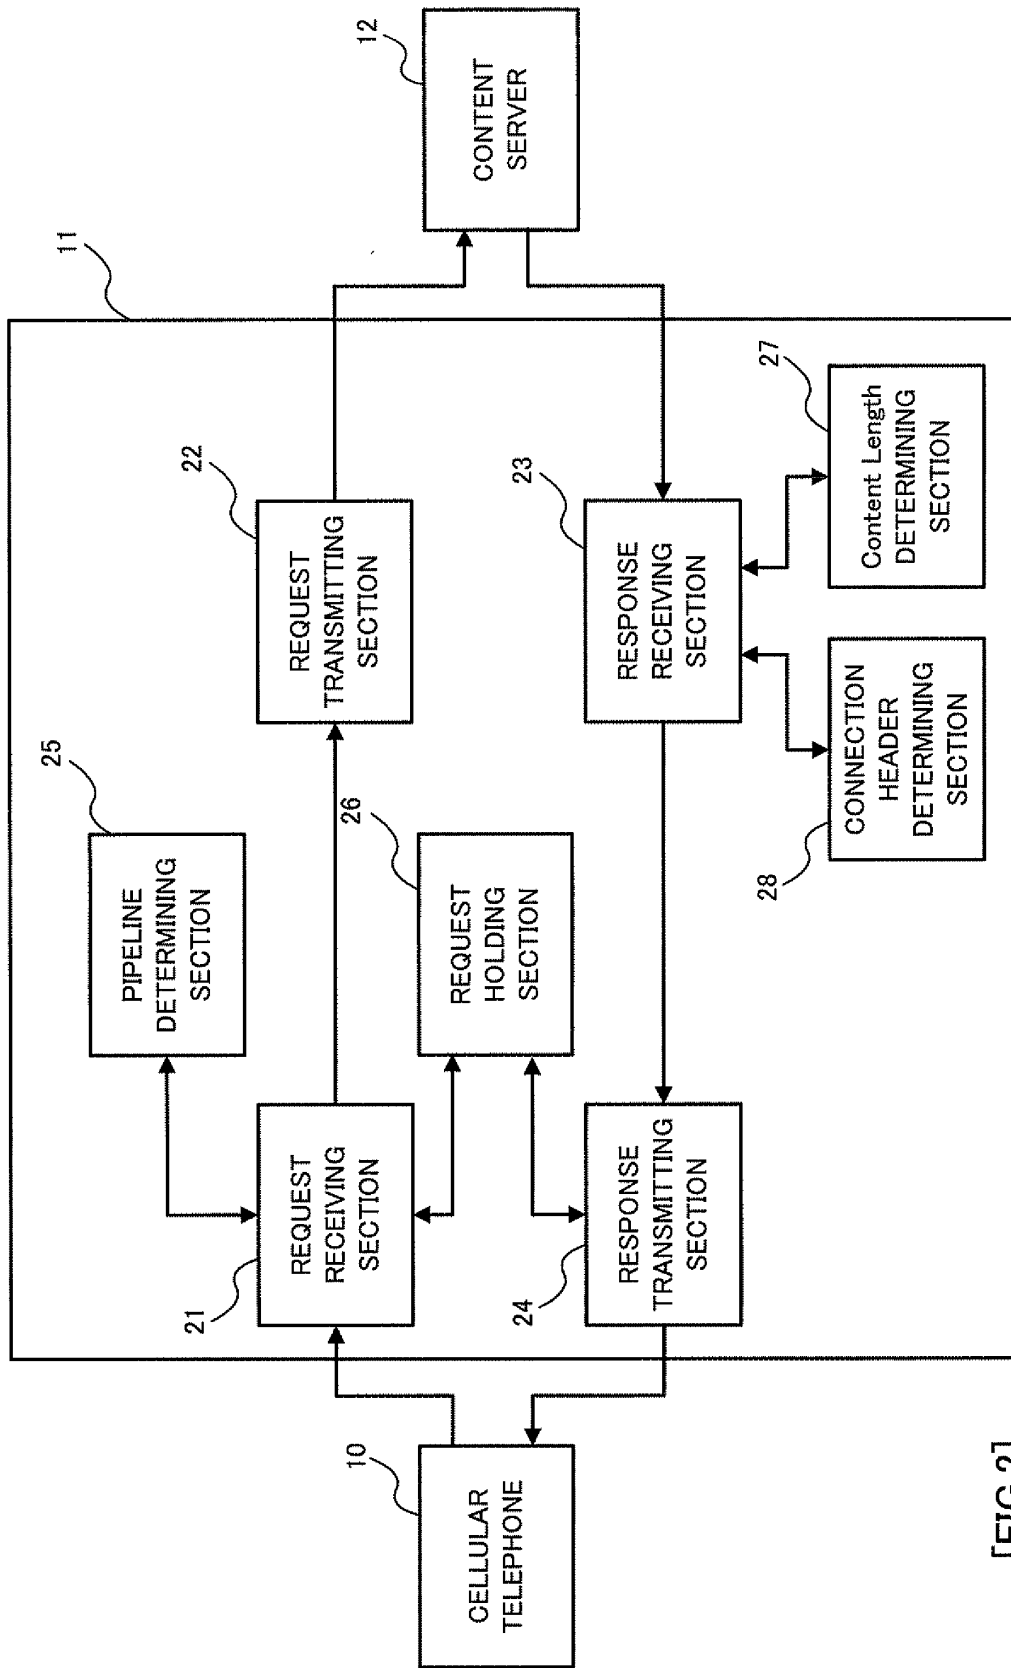 11
12
CONTENT
SERVER
25
PIPELINE
DETERMINING
SECTION
22
REQUEST
TRANSMITTING
SECTION
21
REQUEST
RECEIVING
SECTION
26
REQUEST
HOLDING
SECTION
10
CELLULAR
TELEPHONE
24
RESPONSE
TRANSMITTING
SECTION
23
RESPONSE
RECEIVING
SECTION
28
CONNECTION
HEADER
DETERMINING
SECTION
27
Content Length
DETERMINING
SECTION
[FIG.2]